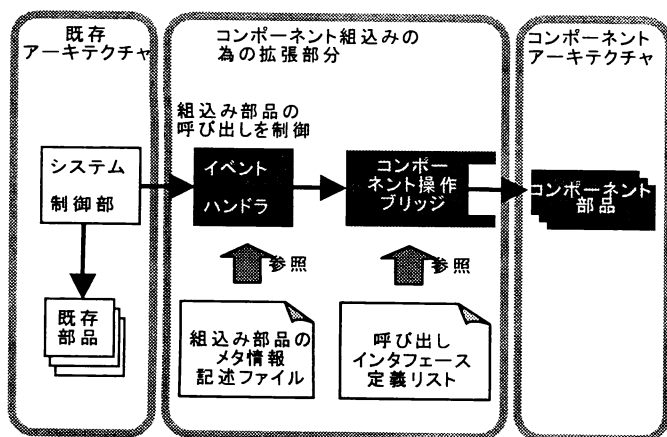 既存
アーキテクチャ
コンポーネント組込みの
為の拡張部分
コンポーネント
アーキテクチャ
組込み部品の
呼び出しを制御
システム
制御部
イベント
ハンドラ
コンポー
ネント操作
ブリッジ
コンポーネント
部品
参照
参照
既存
部品
組込み部品の
メタ情報
記述ファイル
呼び出し
インタフェース
定義リスト